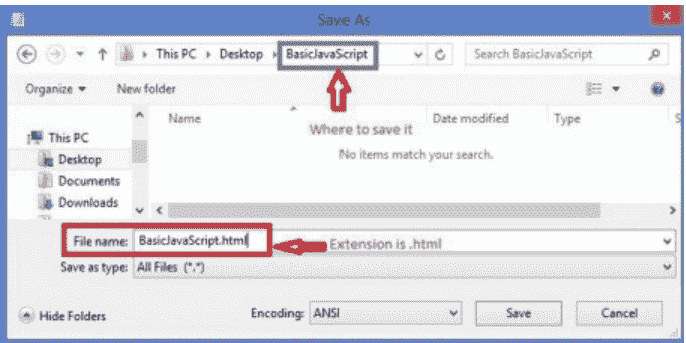 Save As
This PC Desktop BasicJavaScript Search BasicJavaScript
Organize New folder
Name Date modified Type S
Where to save it
No items match your search.
This PC
Desktop
Documents
Downloads
File name: BasicJavaScript.html Extension is .html
Save as type: All Files (*.*)
Hide Folders Encoding: ANSI Save Cancel